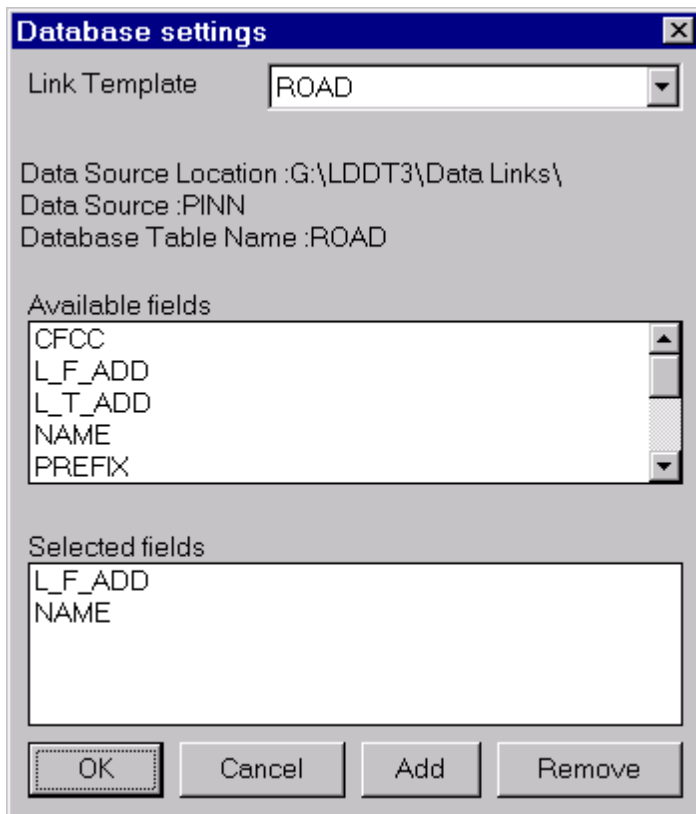 Database settings
Link Template ROAD
Data Source Location :G:\LDDT3\Data Links\
Data Source :PINN
Database Table Name :ROAD
Available fields
CFCC
L_F_ADD
L_T_ADD
NAME
PREFIX
Selected fields
L_F_ADD
NAME
OK Cancel Add Remove